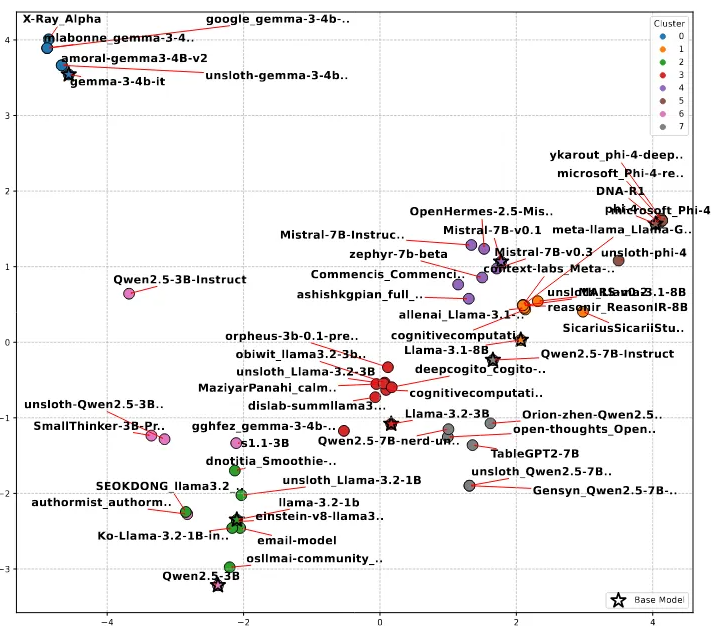 X-Ray_Alpha
google_gemma-3-4b-..
mlabonne_gemma-3-4..
amoral-gemma3-4B-v2
unsloth-gemma-3-4b..
gemma-3-4b-it
Cluster
0
1
2
3
4
5
6
7
ykarout_phi-4-deep..
microsoft_Phi-4-re..
DNA-R1
phi-4
microsoft_Phi-4
OpenHermes-2.5-Mis..
Mistral-7B-v0.1
meta-llama_Llama-G..
Mistral-7B-Instruc..
zephyr-7b-beta
Mistral-7B-v0.3
unsloth-phi-4
context-labs_Meta-..
Commencis_Commenci..
Qwen2.5-3B-Instruct
ashishkgpian_full_..
allenai_Llama-3.1-..
reasonir_ReasonIR-8B
SicariusSicariiStu..
cognitivecomputati..
orpheus-3b-0.1-pre..
Llama-3.1-8B
Qwen2.5-7B-Instruct
obiwit_llama3.2-3b..
unsloth_Llama-3.2-3B
deepcogito_cogito-..
MaziyarPanahi_calm..
cognitivecomputati..
dislab-summllama3...
unsloth-Qwen2.5-3B..
Llama-3.2-3B
Orion-zhen-Qwen2.5..
SmallThinker-3B-Pr..
gghfez_gemma-3-4b-..
open-thoughts_Open..
s1.1-3B
Qwen2.5-7B-nerd-un..
TableGPT2-7B
dnotitia_Smoothie-..
unsloth_Qwen2.5-7B..
SEOKDONG_llama3.2_..
unsloth_Llama-3.2-1B
Gensyn_Qwen2.5-7B-..
authormist_authorm..
llama-3.2-1b
einstein-v8-llama3..
Ko-Llama-3.2-1B-in..
email-model
osllmai-community_..
Qwen2.5-3B
Base Model
4
3
2
1
0
−1
−2
−3
−4
−2
0
2
4